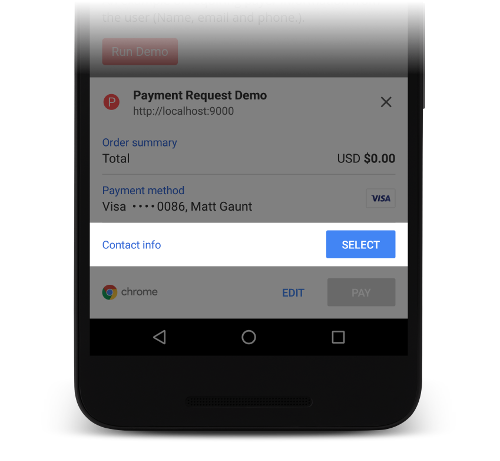 the user (Name, email and phone,).
Run Demo
P
Payment Request Demo
http://localhost:9000
Order summary
Total USD $0.00
Payment method
Visa ····0086, Matt Gaunt VISA
Contact info SELECT
chrome EDIT PAY